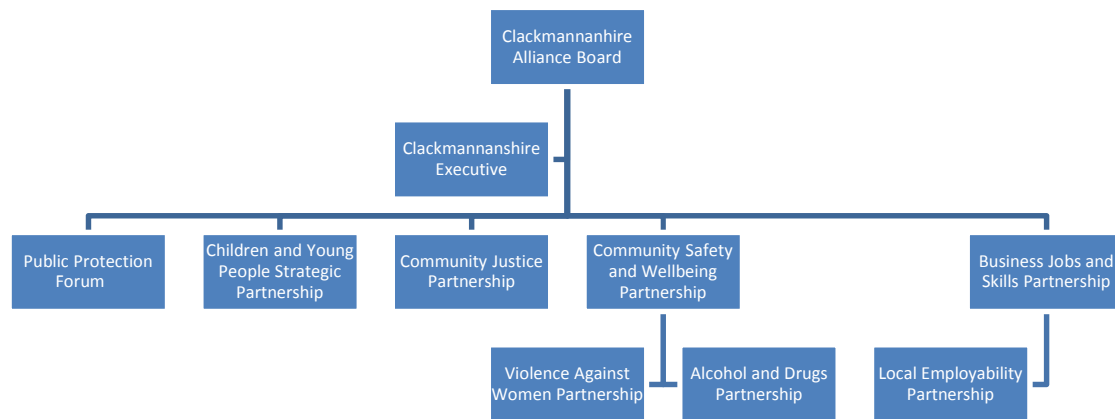 Clackmannanhire
Alliance Board
Clackmannanshire
Executive
Public Protection
Forum
Children and Young
People Strategic
Partnership
Community Justice
Partnership
Community Safety
and Wellbeing
Partnership
Business Jobs and
Skills Partnership
Violence Against
Women Partnership
Alcohol and Drugs
Partnership
Local Employability
Partnership